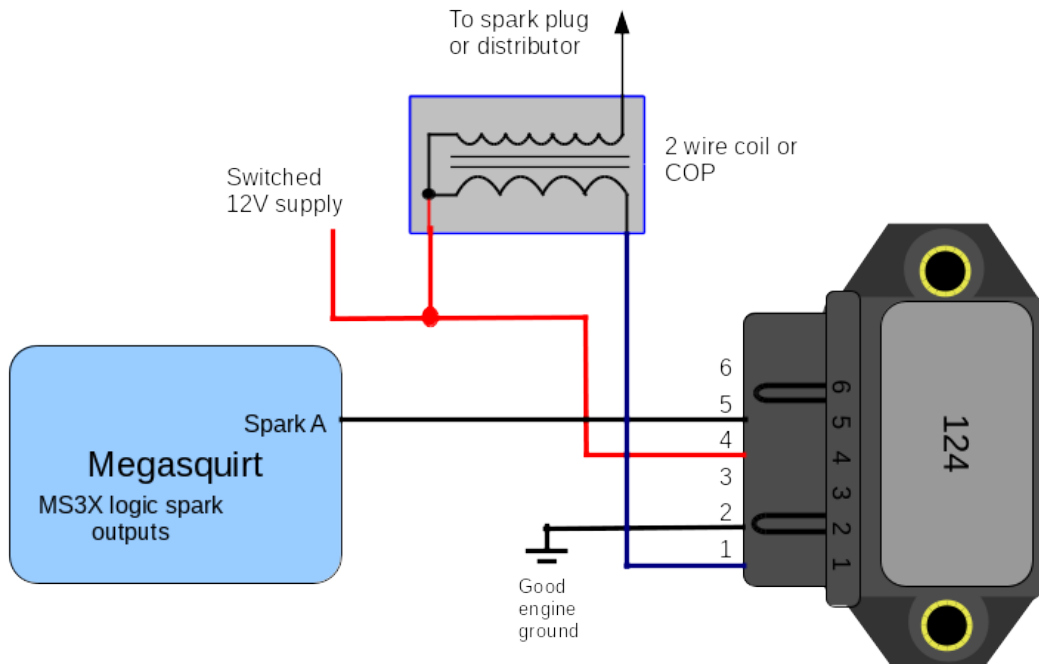 To spark plug
or distributor
2 wire coil or
COP
Switched
12V supply
Spark A
Megasquirt
MS3X logic spark
outputs
6
5
4
3
2
1
6
5
4
3
2
1
124
Good
engine
ground